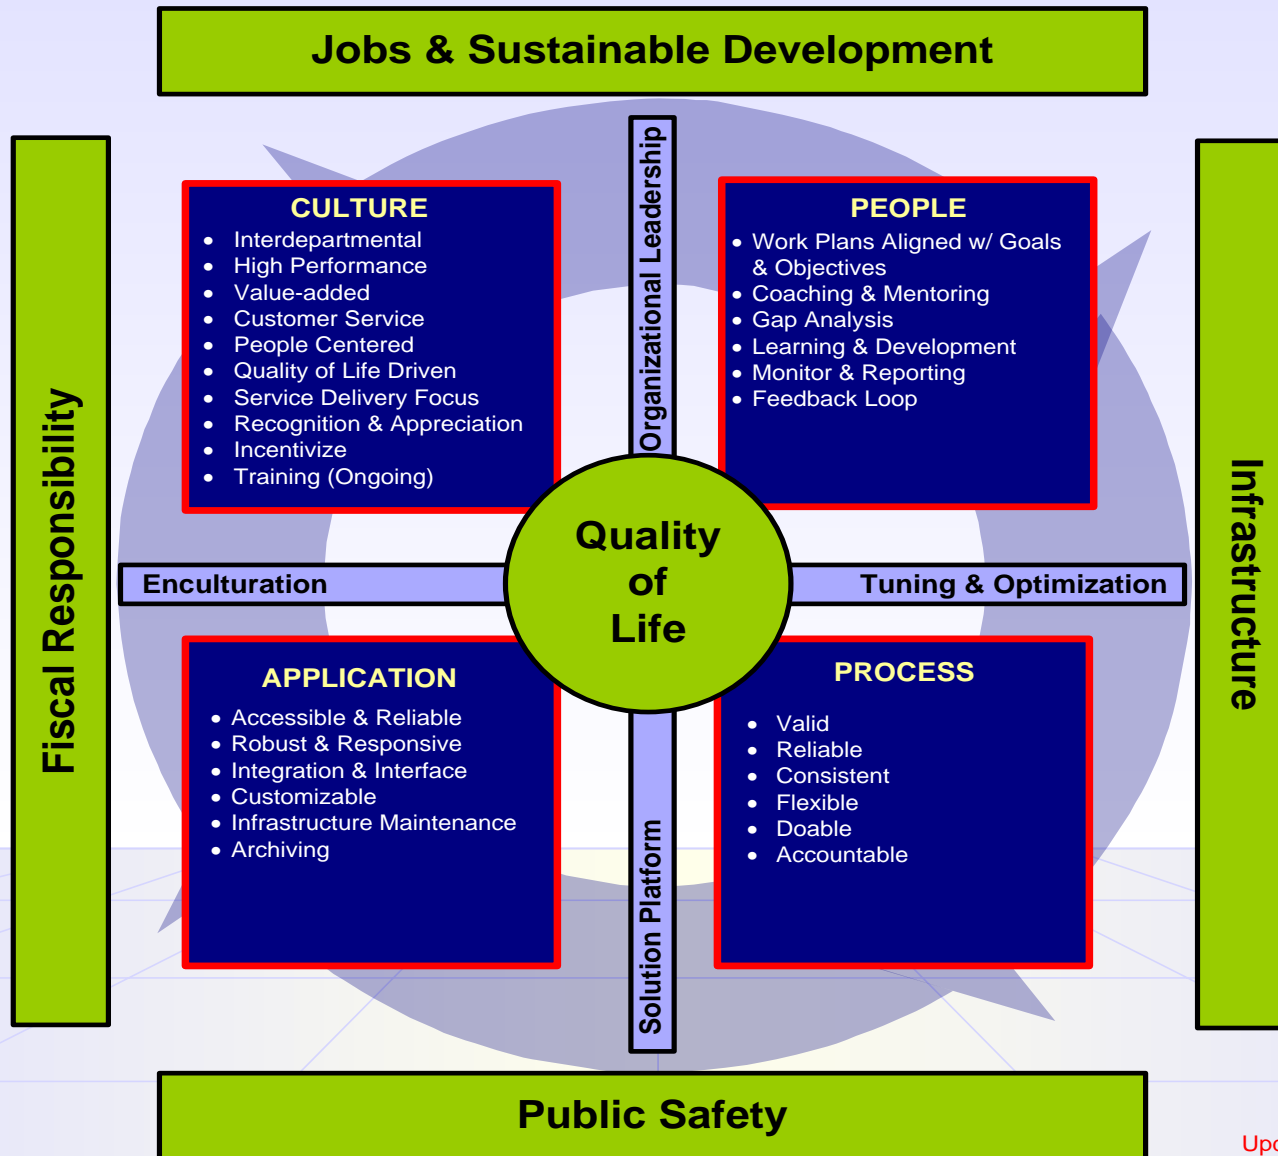 Jobs & Sustainable Development
Fiscal Responsibility
Organizational Leadership
CULTURE
• Interdepartmental
• High Performance
• Value-added
• Customer Service
• People Centered
• Quality of Life Driven
• Service Delivery Focus
• Recognition & Appreciation
• Incentivize
• Training (Ongoing)
PEOPLE
• Work Plans Aligned w/ Goals
& Objectives
• Coaching & Mentoring
• Gap Analysis
• Learning & Development
• Monitor & Reporting
• Feedback Loop
Infrastructure
Quality
of
Life
Enculturation
Tuning & Optimization
APPLICATION
• Accessible & Reliable
• Robust & Responsive
• Integration & Interface
• Customizable
• Infrastructure Maintenance
• Archiving
Solution Platform
PROCESS
• Valid
• Reliable
• Consistent
• Flexible
• Doable
• Accountable
Public Safety